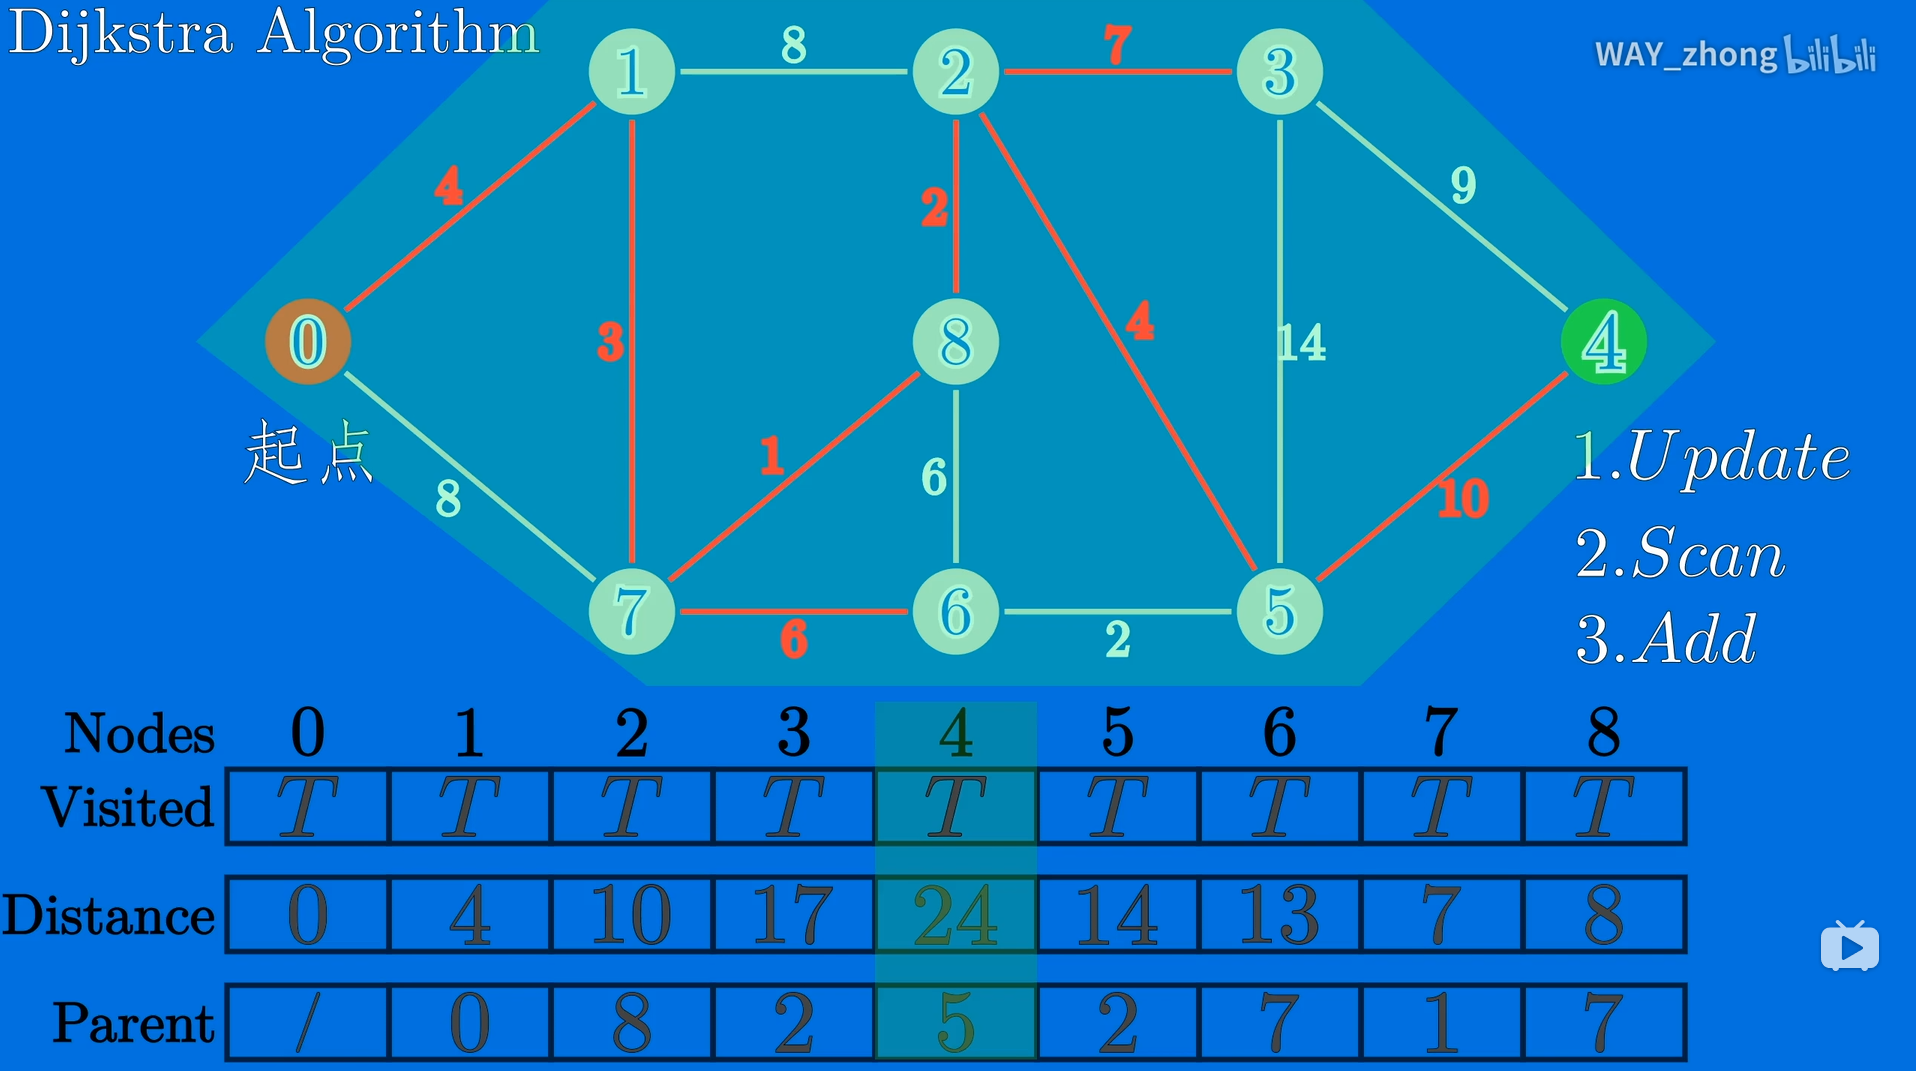 Dijkstra Algorithm
WAY_zhong bilibili
1 8 2 7 3
4 9
2
0 3 8 4 14 4
起点
1 6 10
8
7 6 6 2 5
1.Update
2.Scan
3.Add
Nodes 0 1 2 3 4 5 6 7 8
Visited T T T T T T T T T
Distance 0 4 10 17 24 14 13 7 8
Parent / 0 8 2 5 2 7 1 7